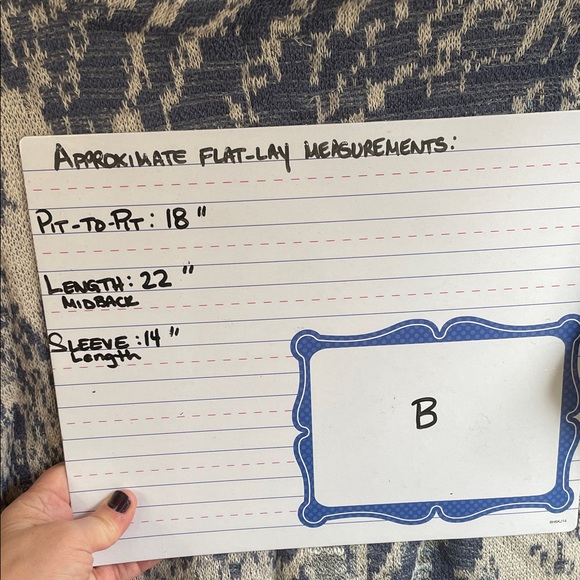 APPROXIMATE FLAT-LAY MEASUREMENTS:
PIT-TO-PIT: 18"
LENGTH: 22"
MIDBACK
SLEEVE: 14"
Length
B